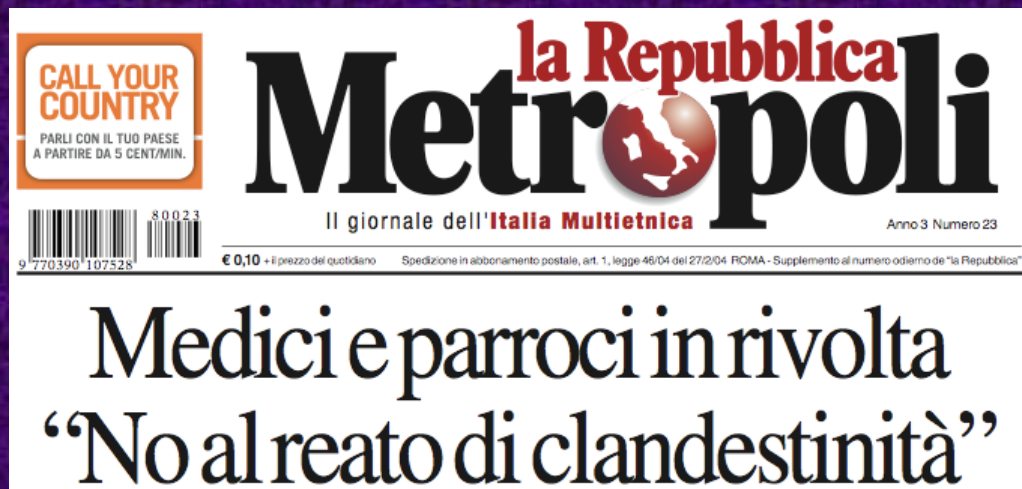 CALL YOUR
COUNTRY
PARLI CON IL TUO PAESE
A PARTIRE DA 5 CENT/MIN.
la Repubblica
Metropoli
Il giornale dell'Italia Multietnica
Anno 3 Numero 23
80023
9 770390 107528
€ 0,10 + il prezzo del quotidiano
Spedizione in abbonamento postale, art. 1, legge 46/04 del 27/2/04 ROMA - Supplemento al numero odierno de "la Repubblica"
Medici e parroci in rivolta
“No al reato di clandestinità”